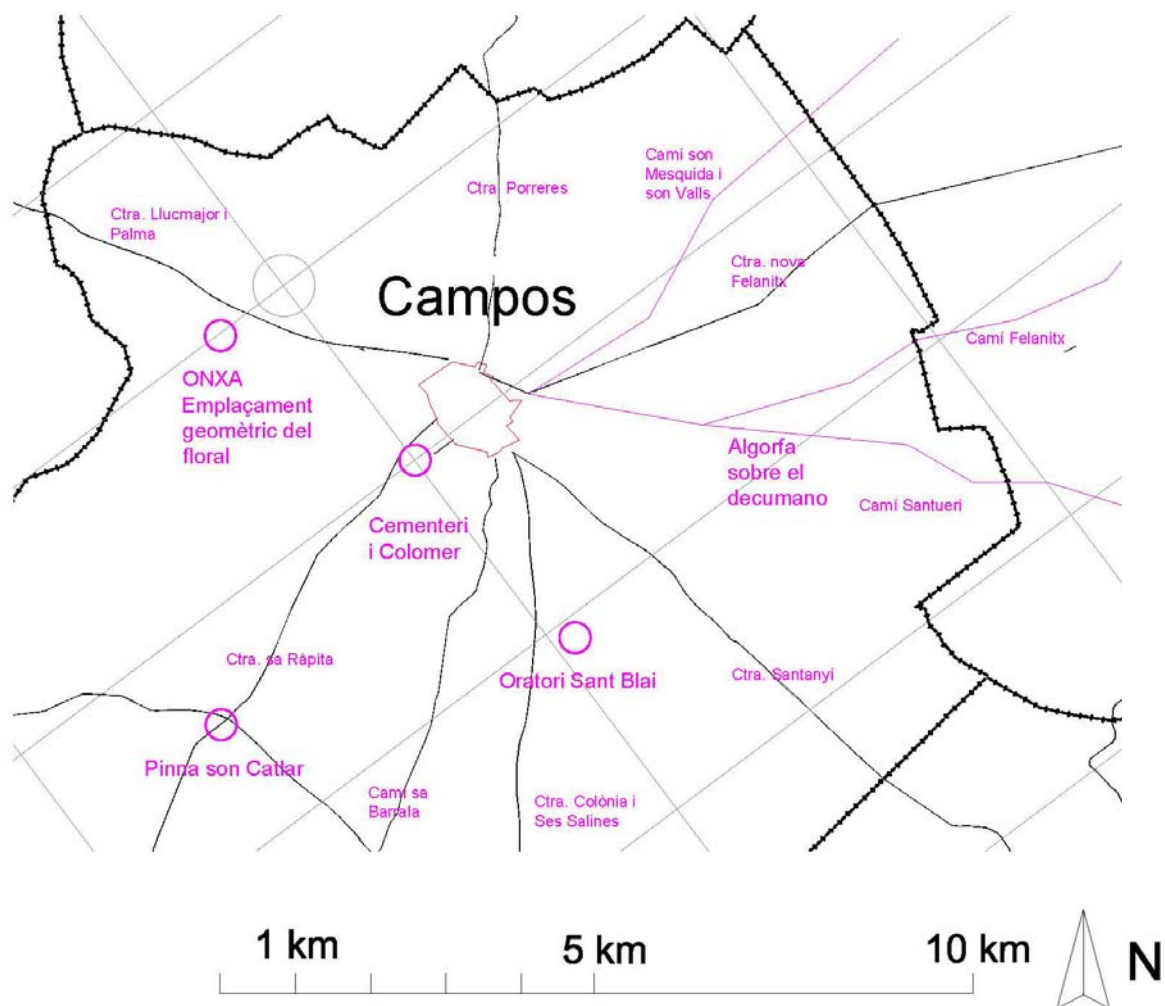 Cami son
Mesquida i
son Valls
Ctra. Porreres
Ctra. Llucmajor i
Palma
Ctra. nova
Felanitx
Campos
Camí Felanitx
ONXA
Emplaçament
geomètric del
floral
Algorfa
sobre el
decumano
Camí Santueri
Cementeri
i Colomer
Ctra. sa Ràpita
Oratori Sant Blai
Ctra. Santanyí
Pinna son Catlar
Cami sa
Barrala
Ctra. Colònia i
Ses Salines
1 km
5 km
10 km
N